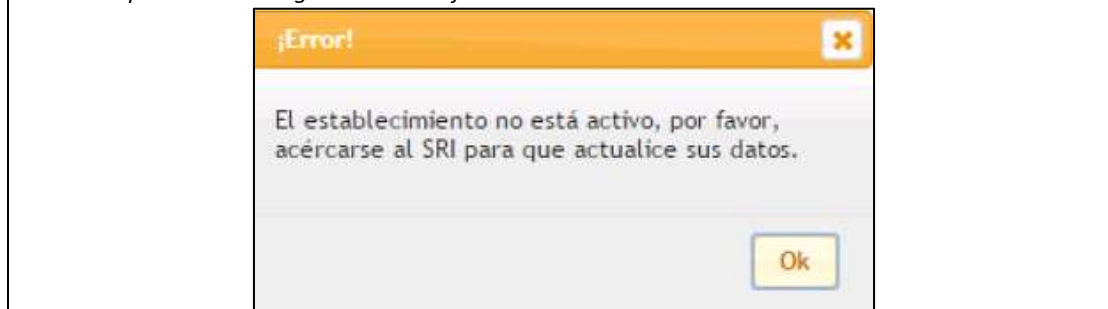 ¡Error!
El establecimiento no está activo, por favor,
acércarse al SRI para que actualice sus datos.
Ok